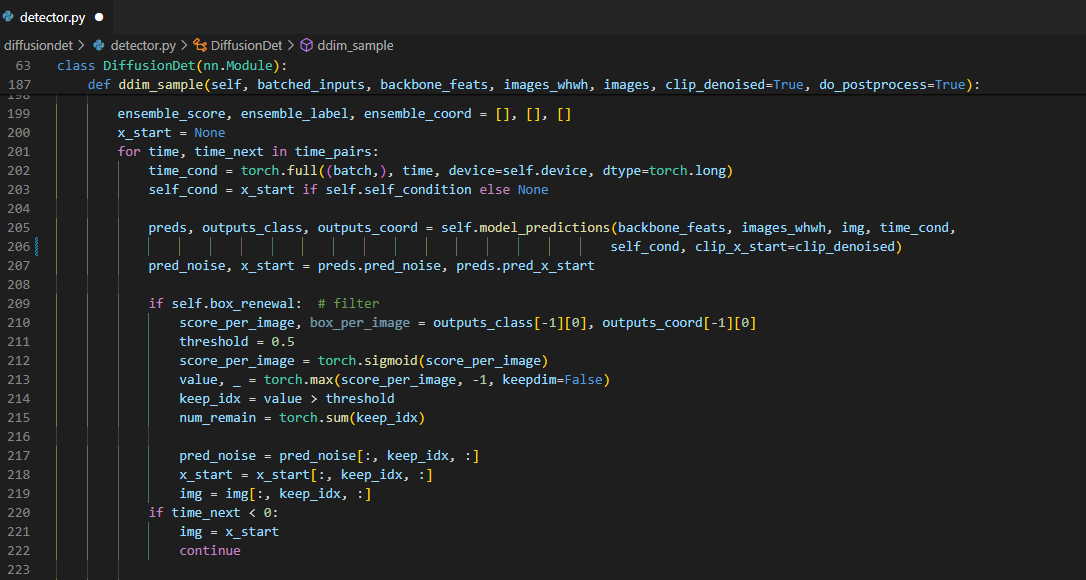 detector.py
diffusiondet > detector.py > DiffusionDet > ddim_sample
63 class DiffusionDet(nn.Module):
187 def ddim_sample(self, batched_inputs, backbone_feats, images_whwh, images, clip_denoised=True, do_postprocess=True):
198
199 ensemble_score, ensemble_label, ensemble_coord = [], [], []
200 x_start = None
201 for time, time_next in time_pairs:
202 time_cond = torch.full((batch,), time, device=self.device, dtype=torch.long)
203 self_cond = x_start if self.self_condition else None
204
205 preds, outputs_class, outputs_coord = self.model_predictions(backbone_feats, images_whwh, img, time_cond,
206 self_cond, clip_x_start=clip_denoised)
207 pred_noise, x_start = preds.pred_noise, preds.pred_x_start
208
209 if self.box_renewal:  # filter
210 score_per_image, box_per_image = outputs_class[-1][0], outputs_coord[-1][0]
211 threshold = 0.5
212 score_per_image = torch.sigmoid(score_per_image)
213 value, _ = torch.max(score_per_image, -1, keepdim=False)
214 keep_idx = value > threshold
215 num_remain = torch.sum(keep_idx)
216
217 pred_noise = pred_noise[:, keep_idx, :]
218 x_start = x_start[:, keep_idx, :]
219 img = img[:, keep_idx, :]
220 if time_next < 0:
221 img = x_start
222 continue
223